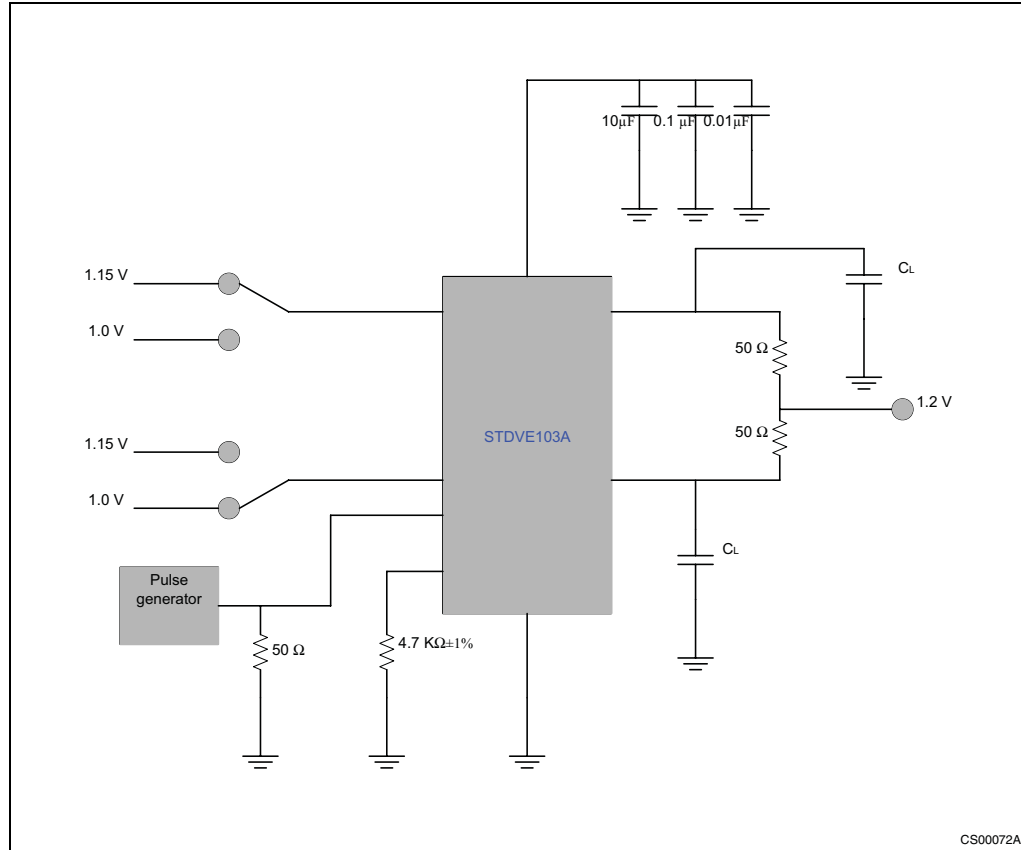 10µF 0.1 µF 0.01µF
1.15 V
CL
1.0 V
50 Ω
1.2 V
1.15 V
50 Ω
STDVE103A
1.0 V
CL
Pulse
generator
50 Ω
4.7 KΩ±1%
CS00072A